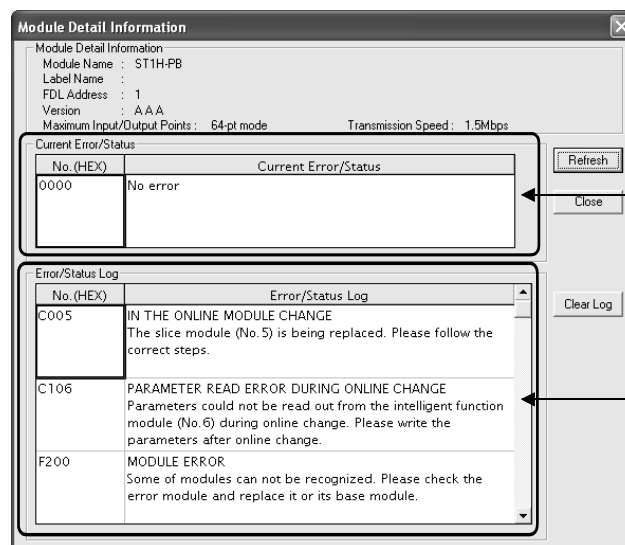 Module Detail Information
Module Detail Information
Module Name : ST1H-PB
Label Name :
FDL Address : 1
Version : A A A
Maximum Input/Output Points : 64-pt mode Transmission Speed : 1.5Mbps
Current Error/Status
No.(HEX) Current Error/Status
0000 No error
Refresh
Close
Error/Status Log
No.(HEX) Error/Status Log
Clear Log
C005 IN THE ONLINE MODULE CHANGE
The slice module (No.5) is being replaced. Please follow the
correct steps.
C106 PARAMETER READ ERROR DURING ONLINE CHANGE
Parameters could not be read out from the intelligent function
module (No.6) during online change. Please write the
parameters after online change.
F200 MODULE ERROR
Some of modules can not be recognized. Please check the
error module and replace it or its base module.